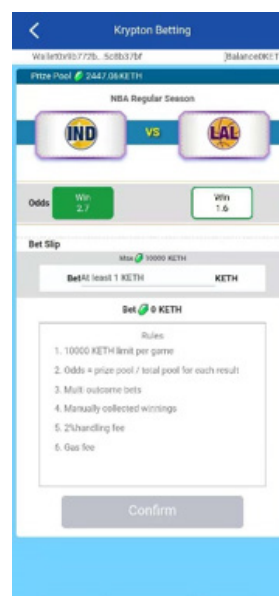 Krypton Betting
Wallet0x9b772b...5c8b37bf
]Balance0KET
Prize Pool 2447.06KETH
NBA Regular Season
IND VS LAL
Odds
Win
2.7
Win
1.6
Bet Slip
Max 10000 KETH
BetAt least 1 KETH KETH
Bet 0 KETH
Rules
1. 10000 KETH limit per game
2. Odds = prize pool / total pool for each result
3. Multi outcome bets
4. Manually collected winnings
5. 2%handling fee
6. Gas fee
Confirm